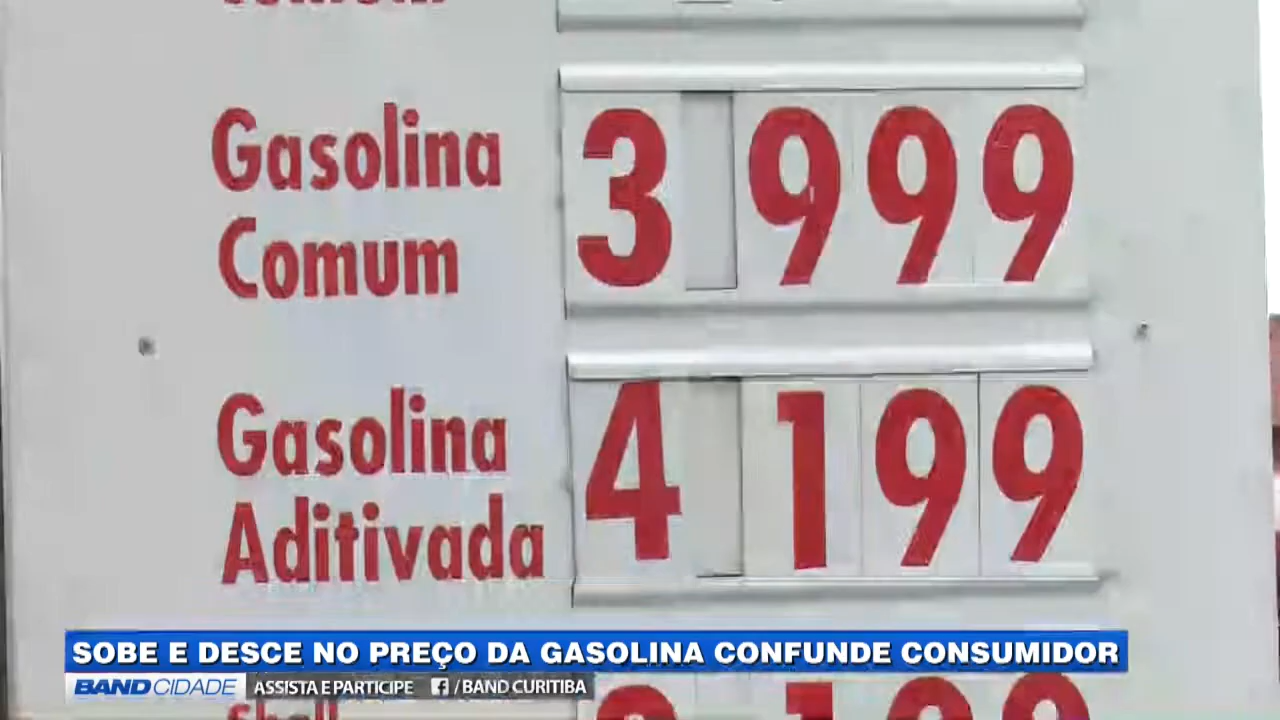 Gasolina
Comum
3 999
Gasolina
Aditivada
4 199
SOBE E DESCE NO PREÇO DA GASOLINA CONFUNDE CONSUMIDOR
BAND CIDADE ASSISTA E PARTICIPE f/BAND CURITIBA